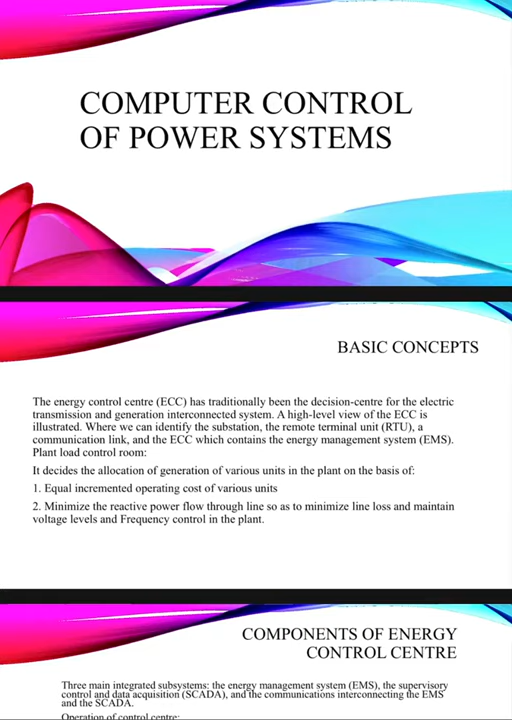 COMPUTER CONTROL
OF POWER SYSTEMS
BASIC CONCEPTS
The energy control centre (ECC) has traditionally been the decision-centre for the electric
transmission and generation interconnected system. A high-level view of the ECC is
illustrated. Where we can identify the substation, the remote terminal unit (RTU), a
communication link, and the ECC which contains the energy management system (EMS).
Plant load control room:
It decides the allocation of generation of various units in the plant on the basis of:
1. Equal incremented operating cost of various units
2. Minimize the reactive power flow through line so as to minimize line loss and maintain
voltage levels and Frequency control in the plant.
COMPONENTS OF ENERGY
CONTROL CENTRE
Three main integrated subsystems: the energy management system (EMS), the supervisory
control and data acquisition (SCADA), and the communications interconnecting the EMS
and the SCADA.
Operation of control centre: